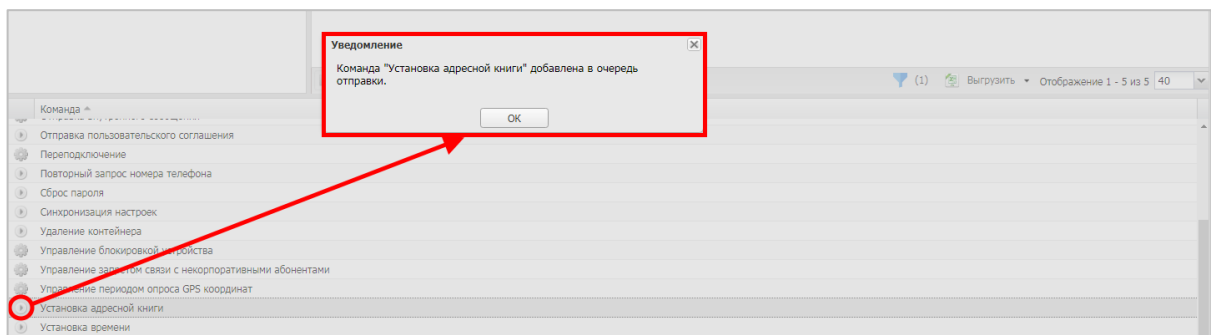 Уведомление
Команда "Установка адресной книги" добавлена в очередь
отправки.
OK
(1) Выгрузить Отображение 1 - 5 из 5 40
Команда
Отправка пользовательского соглашения
Переподключение
Повторный запрос номера телефона
Сброс пароля
Синхронизация настроек
Удаление контейнера
Управление блокировкой устройства
Управление запретом связи с некорпоративными абонентами
Управление периодом опроса GPS координат
Установка адресной книги
Установка времени